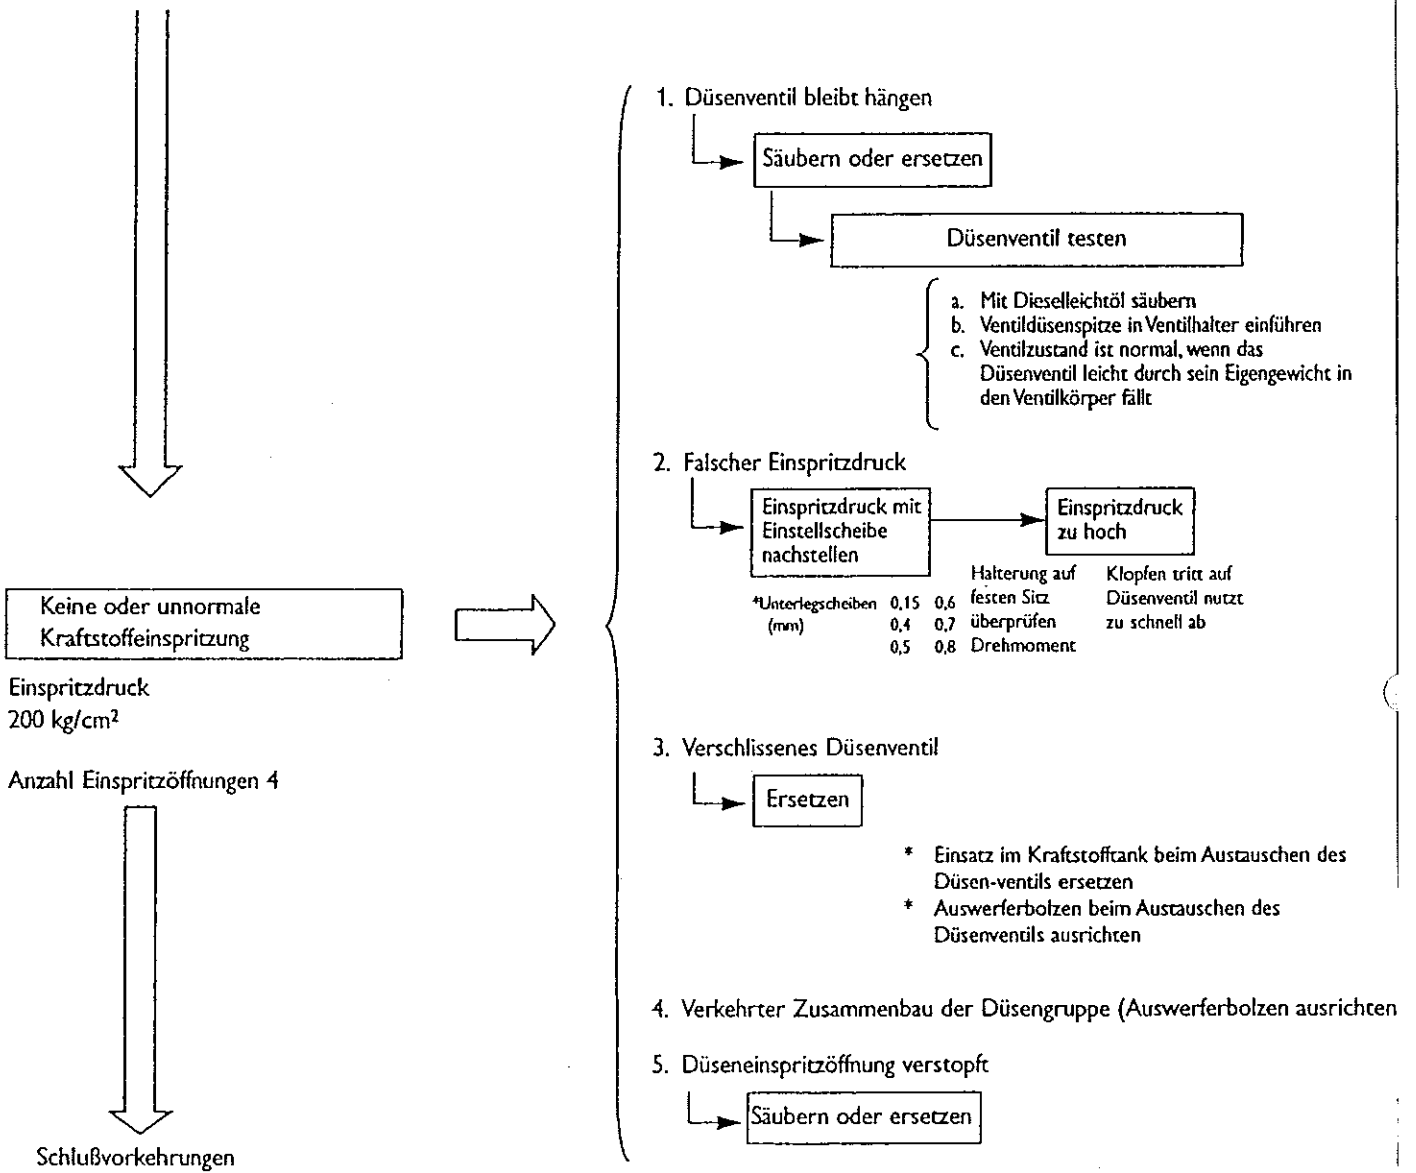 1. Düsenventil bleibt hängen
Säubern oder ersetzen
Düsenventil testen
a. Mit Dieselleichtöl säubern
b. Ventildüsenspitze in Ventilhalter einführen
c. Ventilzustand ist normal, wenn das
Düsenventil leicht durch sein Eigengewicht in
den Ventilkörper fällt
2. Falscher Einspritzdruck
Einspritzdruck mit
Einstellscheibe
nachstellen
Einspritzdruck
zu hoch
*Unterlegscheiben 0,15 0,6
(mm) 0,4 0,7
0,5 0,8
Halterung auf
festen Sitz
überprüfen
Drehmoment
Klopfen tritt auf
Düsenventil nutzt
zu schnell ab
Keine oder unnormale
Kraftstoffeinspritzung
Einspritzdruck
200 kg/cm²
Anzahl Einspritzöffnungen 4
Schlußvorkehrungen
3. Verschlissenes Düsenventil
Ersetzen
* Einsatz im Kraftstofftank beim Austauschen des
Düsen-ventils ersetzen
* Auswerferbolzen beim Austauschen des
Düsenventils ausrichten
4. Verkehrter Zusammenbau der Düsengruppe (Auswerferbolzen ausrichten
5. Düseneinspritzöffnung verstopft
Säubern oder ersetzen